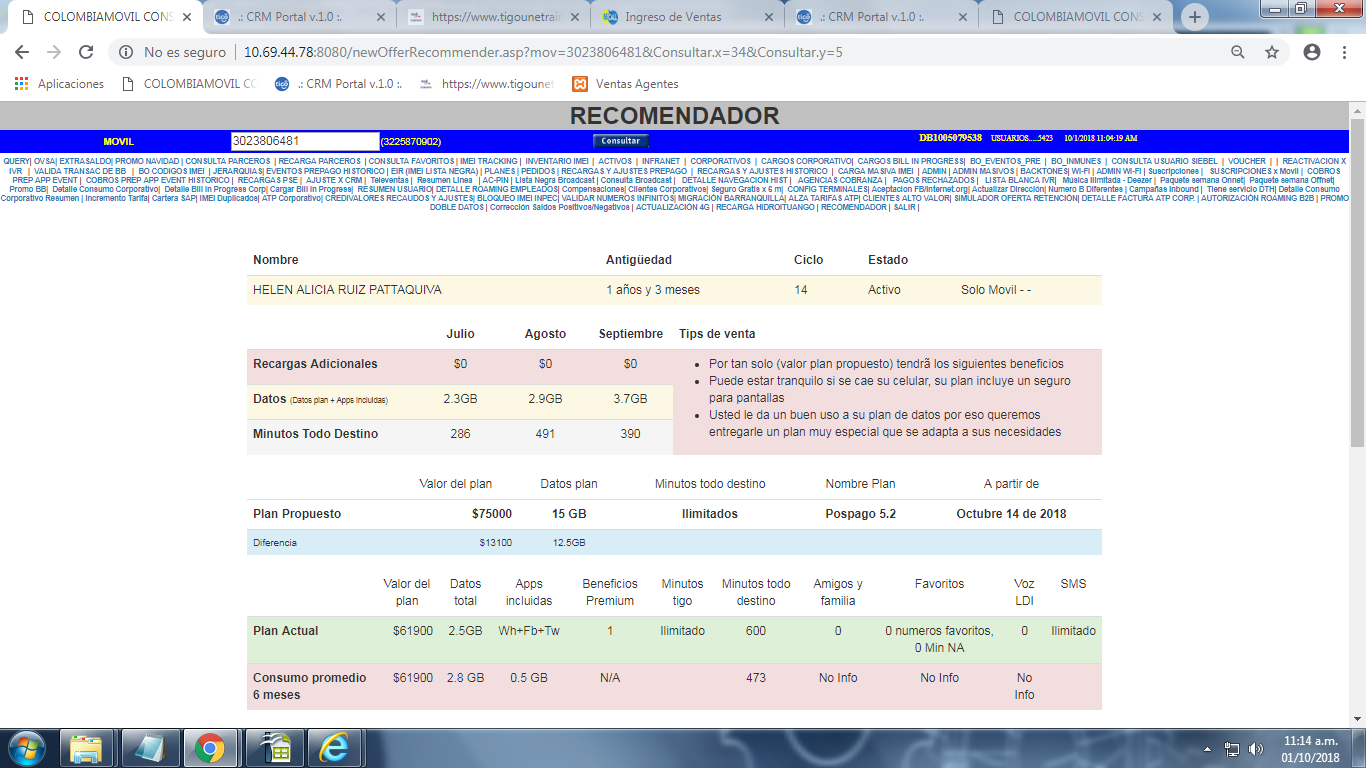 COLOMBIAMOVIL CONS
.: CRM Portal v.1.0 :.
https://www.tigounetrai
Ingreso de Ventas
.: CRM Portal v.1.0 :.
COLOMBIAMOVIL CONS
No es seguro | 10.69.44.78:8080/newOfferRecommender.asp?mov=3023806481&Consultar.x=34&Consultar.y=5
Aplicaciones
COLOMBIAMOVIL CO
.: CRM Portal v.1.0 :.
https://www.tigounet
Ventas Agentes
RECOMENDADOR
MOVIL 3023806481 (3225870902) Consultar DB1005079538 USUARIOS.....5423 10/1/2018 11:04:19 AM
QUERY| OVSA| EXTRASALDO| PROMO NAVIDAD | CONSULTA PARCEROS | RECARGA PARCEROS | CONSULTA FAVORITOS | IMEI TRACKING | INVENTARIO IMEI | ACTIVOS | INFRANET | CORPORATIVOS | CARGOS CORPORATIVO| CARGOS BILL IN PROGRESS| BO_EVENTOS_PRE | BO_INMUNES | CONSULTA USUARIO SIEBEL | VOUCHER | | REACTIVACION X
IVR | VALIDA TRANSAC DE BB | BO CODIGOS IMEI | JERARQUIAS| EVENTOS PREPAGO HISTORICO | EIR (IMEI LISTA NEGRA) | PLANES | PEDIDOS | RECARGAS Y AJUSTES PREPAGO | RECARGAS Y AJUSTES HISTORICO | CARGA MASIVA IMEI | ADMIN | ADMIN MASIVOS | BACKTONES| WI-FI | ADMIN WI-FI | Suscripciones | SUSCRIPCIONES x Movil | COBROS
PREP APP EVENT | COBROS PREP APP EVENT HISTORICO | RECARGAS PSE | AJUSTE X CRM | Televentas | Resumen Linea | AC-PIN | Lista Negra Broadcast | Consulta Broadcast | DETALLE NAVEGACION HIST | AGENCIAS COBRANZA | PAGOS RECHAZADOS | LISTA BLANCA IVR| Música Ilimitada - Deezer | Paquete semana Onnet| Paquete semana Offnet|
Promo BB| Detalle Consumo Corporativo| Detalle Bill In Progress Corp| Cargar Bill In Progress| RESUMEN USUARIO| DETALLE ROAMING EMPLEADOS| Compensaciones| Clientes Corporativos| Seguro Gratis x 6 m| CONFIG TERMINALES| Aceptacion FB/Internet.org| Actualizar Dirección| Numero B Diferentes | Campañas Inbound | Tiene servicio DTH| Detalle Consumo
Corporativo Resumen | Incremento Tarifa| Cartera SAP| IMEI Duplicados| ATP Corporativo| CREDIVALORES RECAUDOS Y AJUSTES| BLOQUEO IMEI INPEC| VALIDAR NUMEROS INFINITOS| MIGRACIÓN BARRANQUILLA| ALZA TARIFAS ATP| CLIENTES ALTO VALOR| SIMULADOR OFERTA RETENCIÓN| DETALLE FACTURA ATP CORP. | AUTORIZACIÓN ROAMING B2B | PROMO
DOBLE DATOS | Corrección Saldos Positivos/Negativos | ACTUALIZACIÓN 4G | RECARGA HIDROITUANGO | RECOMENDADOR | SALIR |
Nombre Antigüedad Ciclo Estado
HELEN ALICIA RUIZ PATTAQUIVA 1 años y 3 meses 14 Activo Solo Movil - -
Julio Agosto Septiembre Tips de venta
Recargas Adicionales $0 $0 $0
Datos (Datos plan + Apps incluidas) 2.3GB 2.9GB 3.7GB
Minutos Todo Destino 286 491 390
• Por tan solo (valor plan propuesto) tendrã los siguientes beneficios
• Puede estar tranquilo si se cae su celular, su plan incluye un seguro
para pantallas
• Usted le da un buen uso a su plan de datos por eso queremos
entregarle un plan muy especial que se adapta a sus necesidades
Valor del plan Datos plan Minutos todo destino Nombre Plan A partir de
Plan Propuesto $75000 15 GB Ilimitados Pospago 5.2 Octubre 14 de 2018
Diferencia $13100 12.5GB
Valor del plan Datos total Apps incluidas Beneficios Premium Minutos tigo Minutos todo destino Amigos y familia Favoritos Voz LDI SMS
Plan Actual $61900 2.5GB Wh+Fb+Tw 1 Ilimitado 600 0 0 numeros favoritos, 0 Min NA 0 Ilimitado
Consumo promedio 6 meses $61900 2.8 GB 0.5 GB N/A 473 No Info No Info No Info
11:14 a.m.
01/10/2018